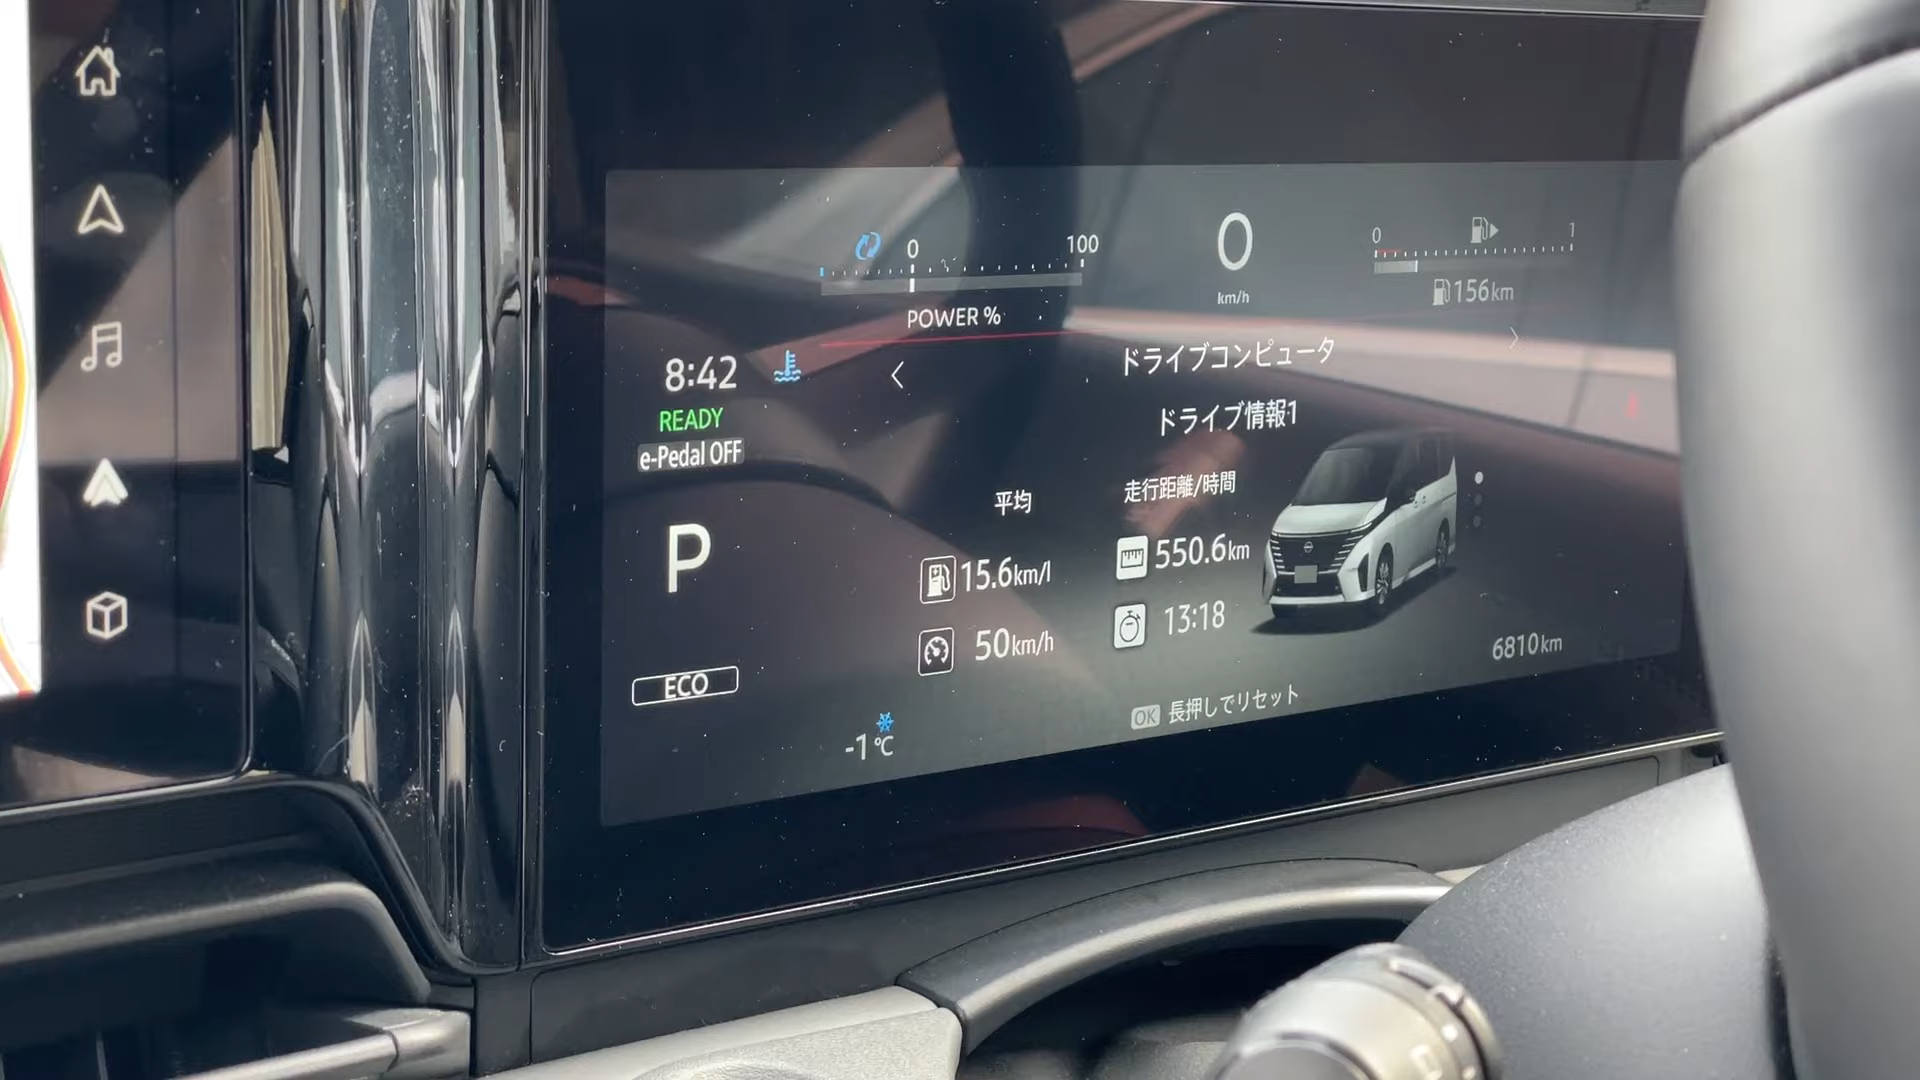 0 100
POWER %
0
km/h
0 1
156km
8:42
READY
e-Pedal OFF
P
ECO
-1℃
ドライブコンピュータ
ドライブ情報1
平均
走行距離/時間
15.6km/l
550.6km
50km/h
13:18
6810km
OK 長押しでリセット